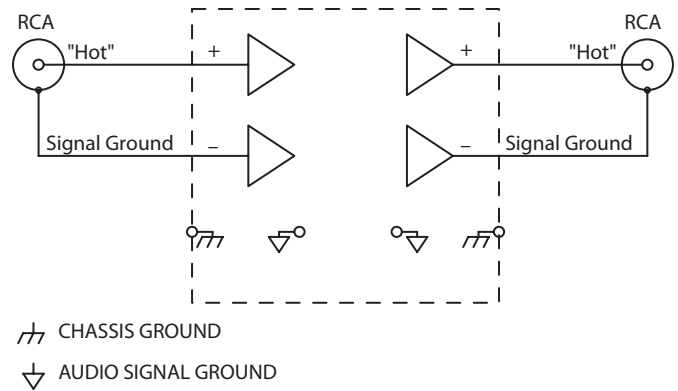 RCA
RCA
"Hot"
+
+
"Hot"
Signal Ground
–
–
Signal Ground
CHASSIS GROUND
AUDIO SIGNAL GROUND